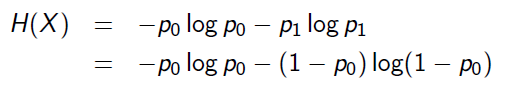 H(X) = −p₀ log p₀ − p₁ log p₁
= −p₀ log p₀ − (1 − p₀) log(1 − p₀)